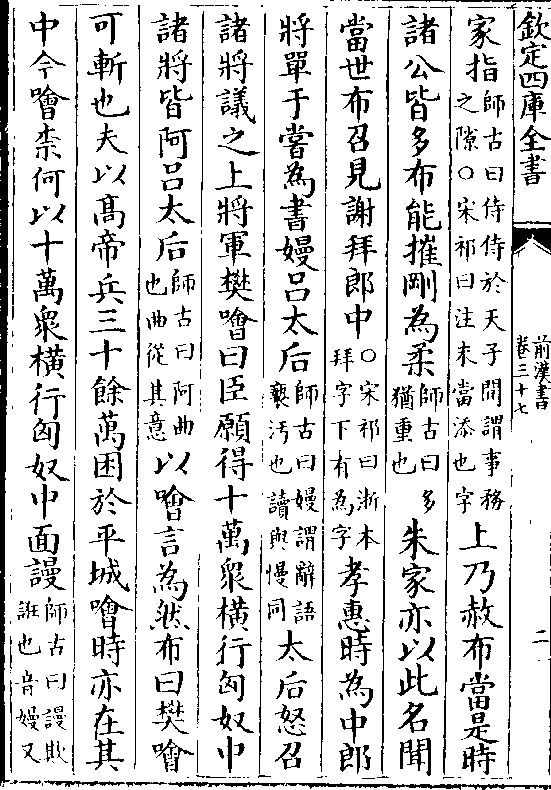 欽定四庫全書
前漢書
卷三十七
二
家指師古曰侍侍於天子間謂事務之隙○宋祁曰注末當添也字上乃赦布當是時
諸公皆多布能摧剛為柔師古曰多猶重也朱家亦以此名聞
當世布召見謝拜郎中○宋祁曰浙本拜字下有為字孝惠時為中郎
將單于嘗為書嫚吕太后師古曰嫚謂辭語褻汚也讀與慢同太后怒召
諸將議之上將軍樊噲曰臣願得十萬衆横行匈奴中
諸將皆阿吕太后師古曰阿曲也曲從其意以噲言為然布曰樊噲
可斬也夫以髙帝兵三十餘萬困於平城噲時亦在其
中今噲柰何以十萬衆横行匈奴中面謾師古曰謾欺誑也音嫚又